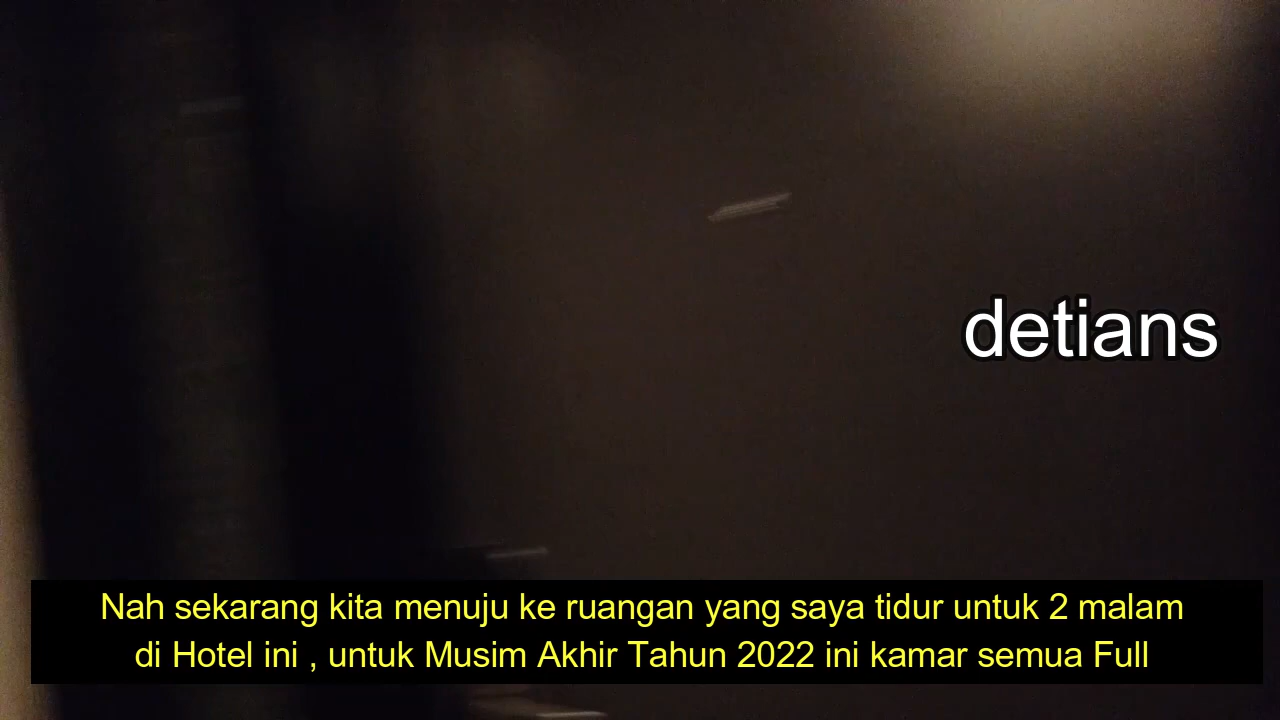 detians
Nah sekarang kita menuju ke ruangan yang saya tidur untuk 2 malam
di Hotel ini , untuk Musim Akhir Tahun 2022 ini kamar semua Full